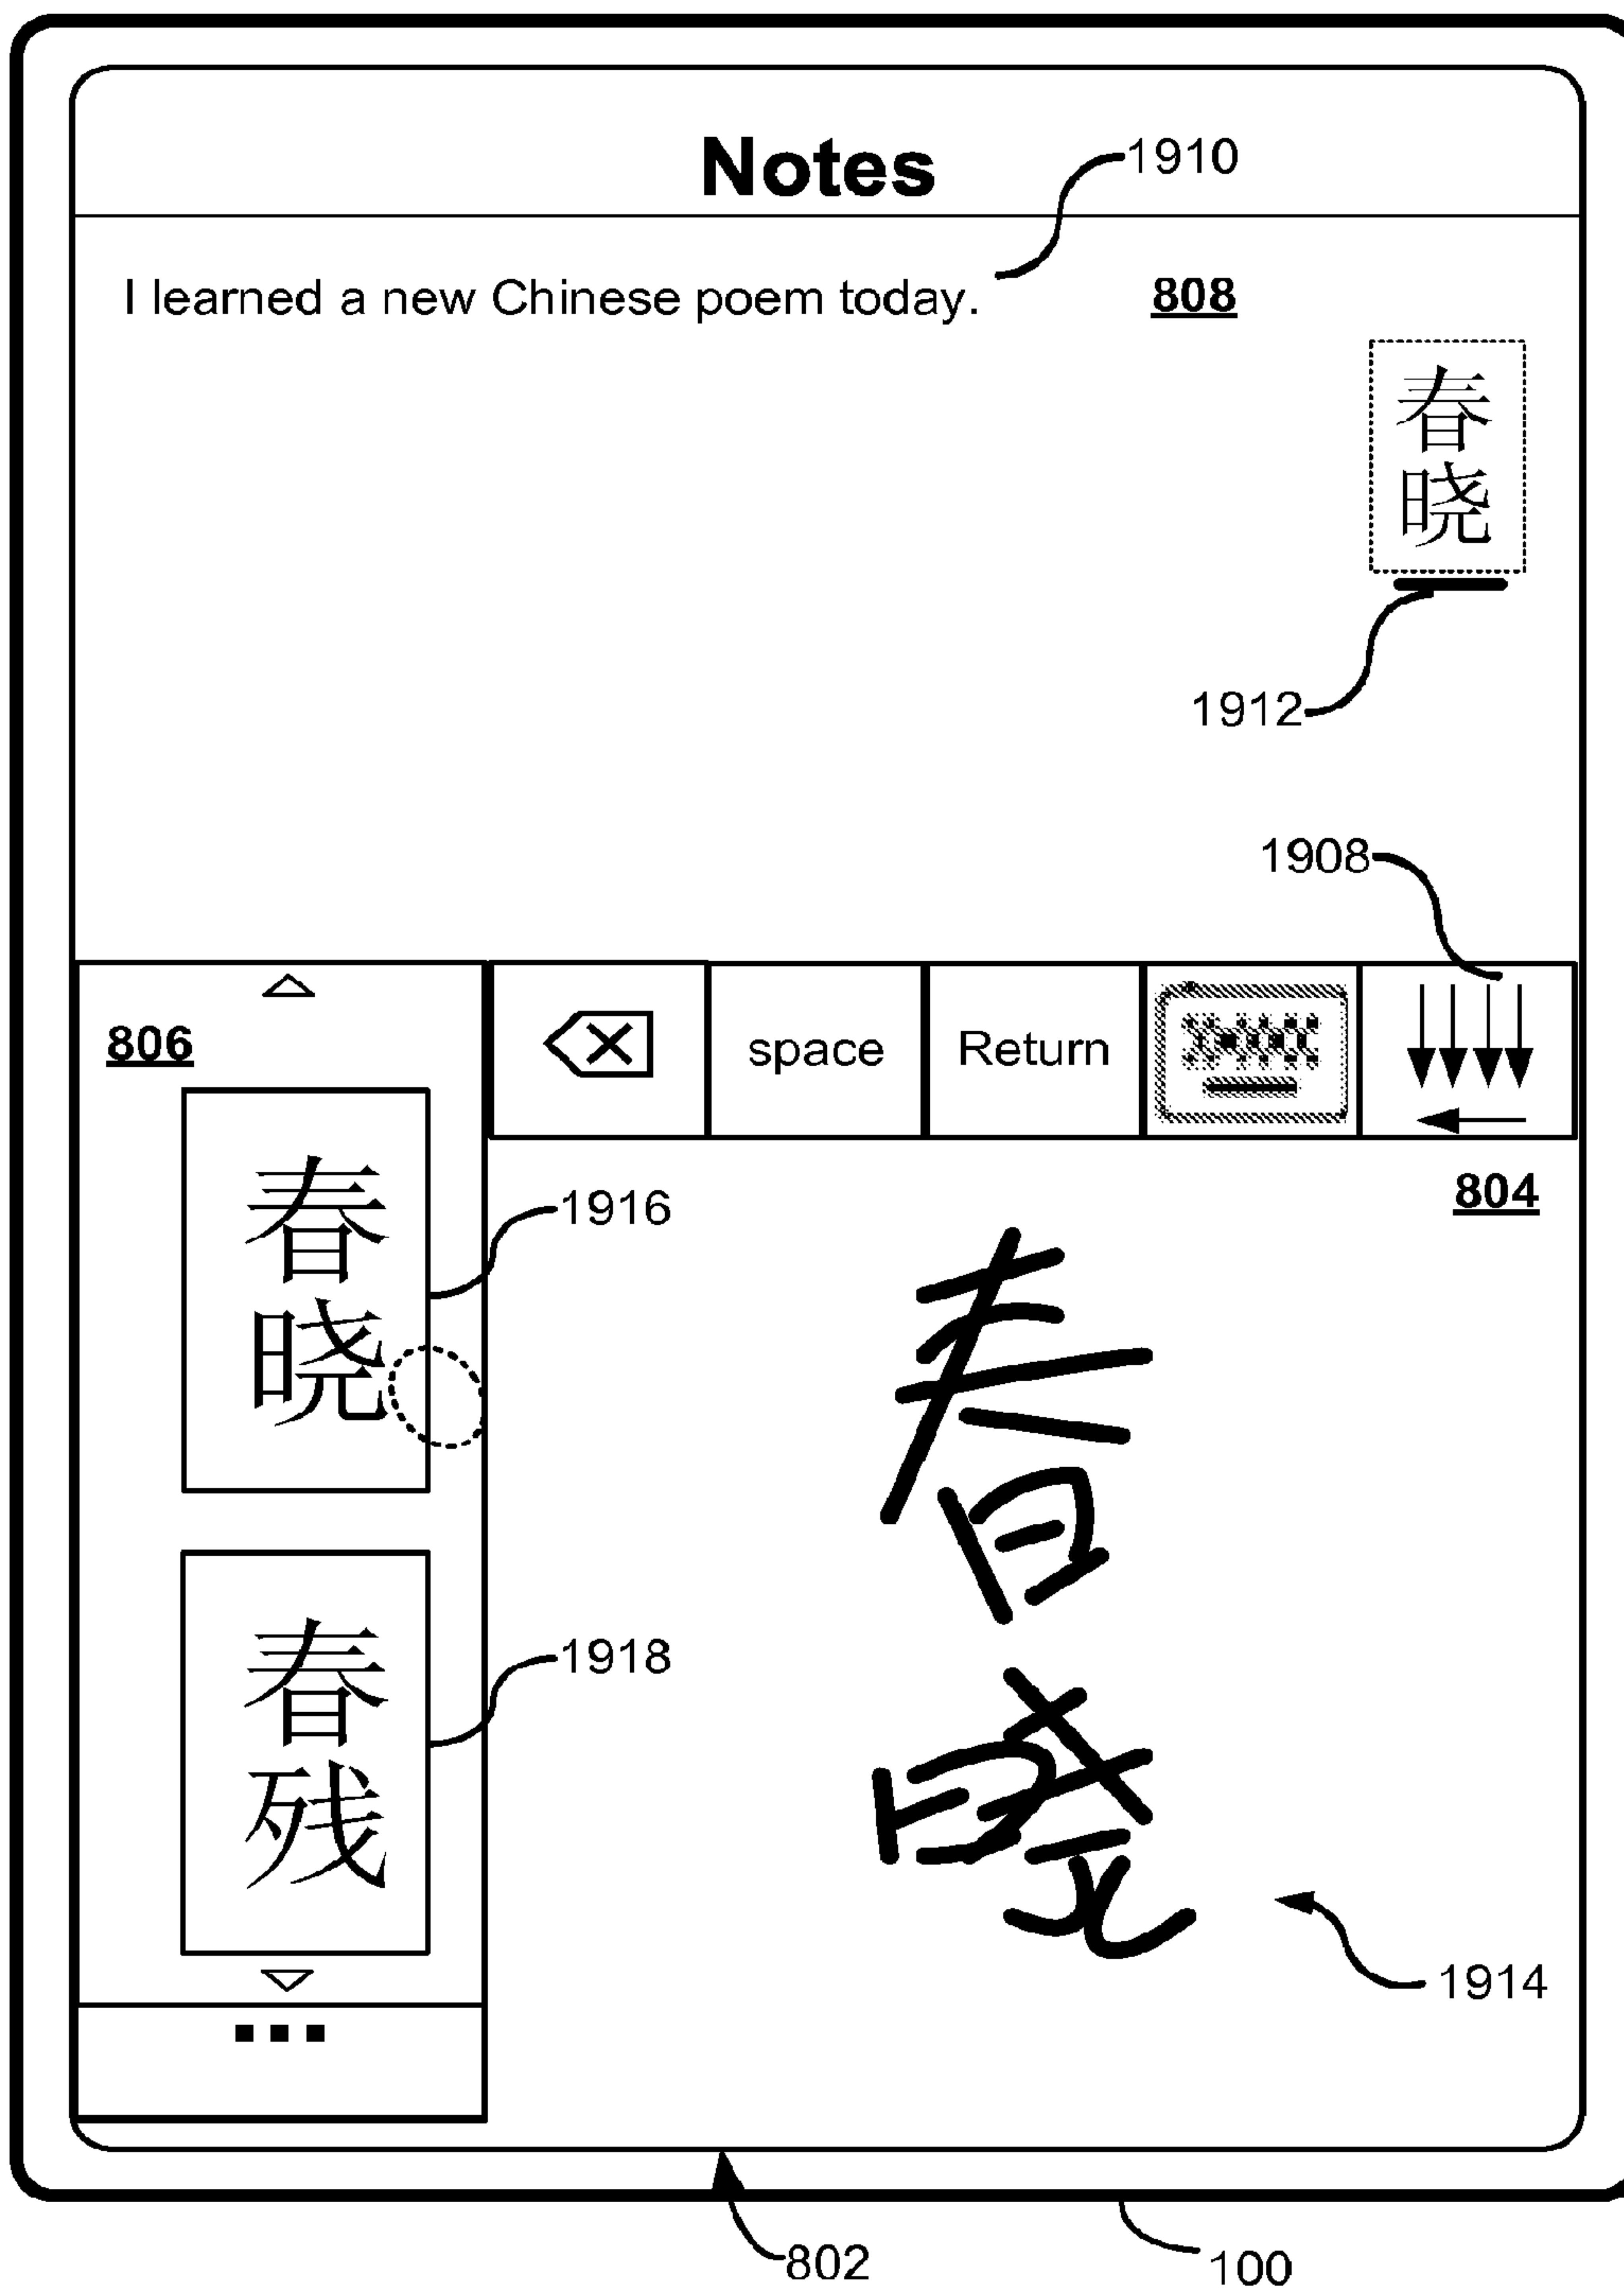 Notes
1910
I learned a new Chinese poem today.
808
春晓
1912
1908
806
space
Return
804
春晓
1916
春晓
春残
1918
1914
802
100